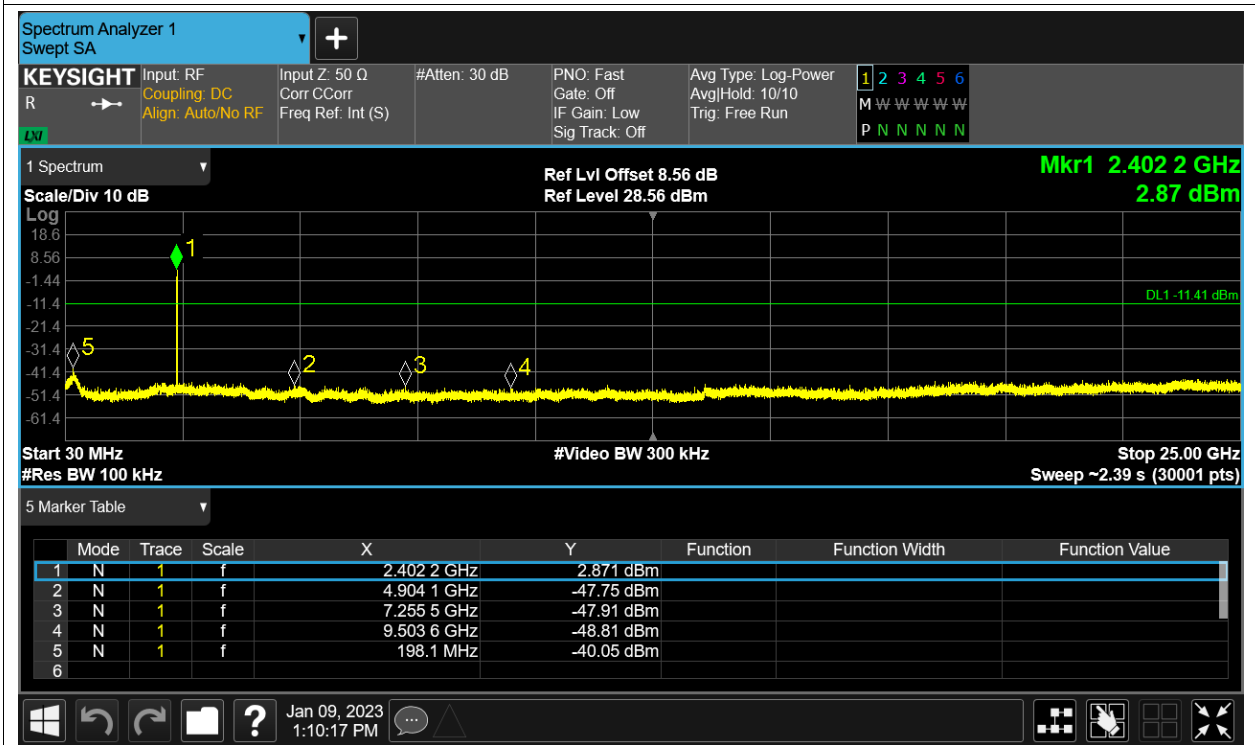 Spectrum Analyzer 1
Swept SA
KEYSIGHT Input: RF Input Z: 50 Ω #Atten: 30 dB PNO: Fast Avg Type: Log-Power 1 2 3 4 5 6
R Coupling: DC Corr CCorr Gate: Off Avg|Hold: 10/10 M W W W W W
Align: Auto/No RF Freq Ref: Int (S) IF Gain: Low Trig: Free Run
LXI Sig Track: Off P N N N N N
1 Spectrum Ref Lvl Offset 8.56 dB Mkr1 2.402 2 GHz
Scale/Div 10 dB Ref Level 28.56 dBm 2.87 dBm
Log
18.6
1
8.56
-1.44
-11.4 DL1 -11.41 dBm
-21.4
-31.4 5
-41.4 2 3 4
-51.4
-61.4
Start 30 MHz #Video BW 300 kHz Stop 25.00 GHz
#Res BW 100 kHz Sweep ~2.39 s (30001 pts)
5 Marker Table
Mode Trace Scale X Y Function Function Width Function Value
1 N 1 f 2.402 2 GHz 2.871 dBm
2 N 1 f 4.904 1 GHz -47.75 dBm
3 N 1 f 7.255 5 GHz -47.91 dBm
4 N 1 f 9.503 6 GHz -48.81 dBm
5 N 1 f 198.1 MHz -40.05 dBm
6
? Jan 09, 2023
1:10:17 PM